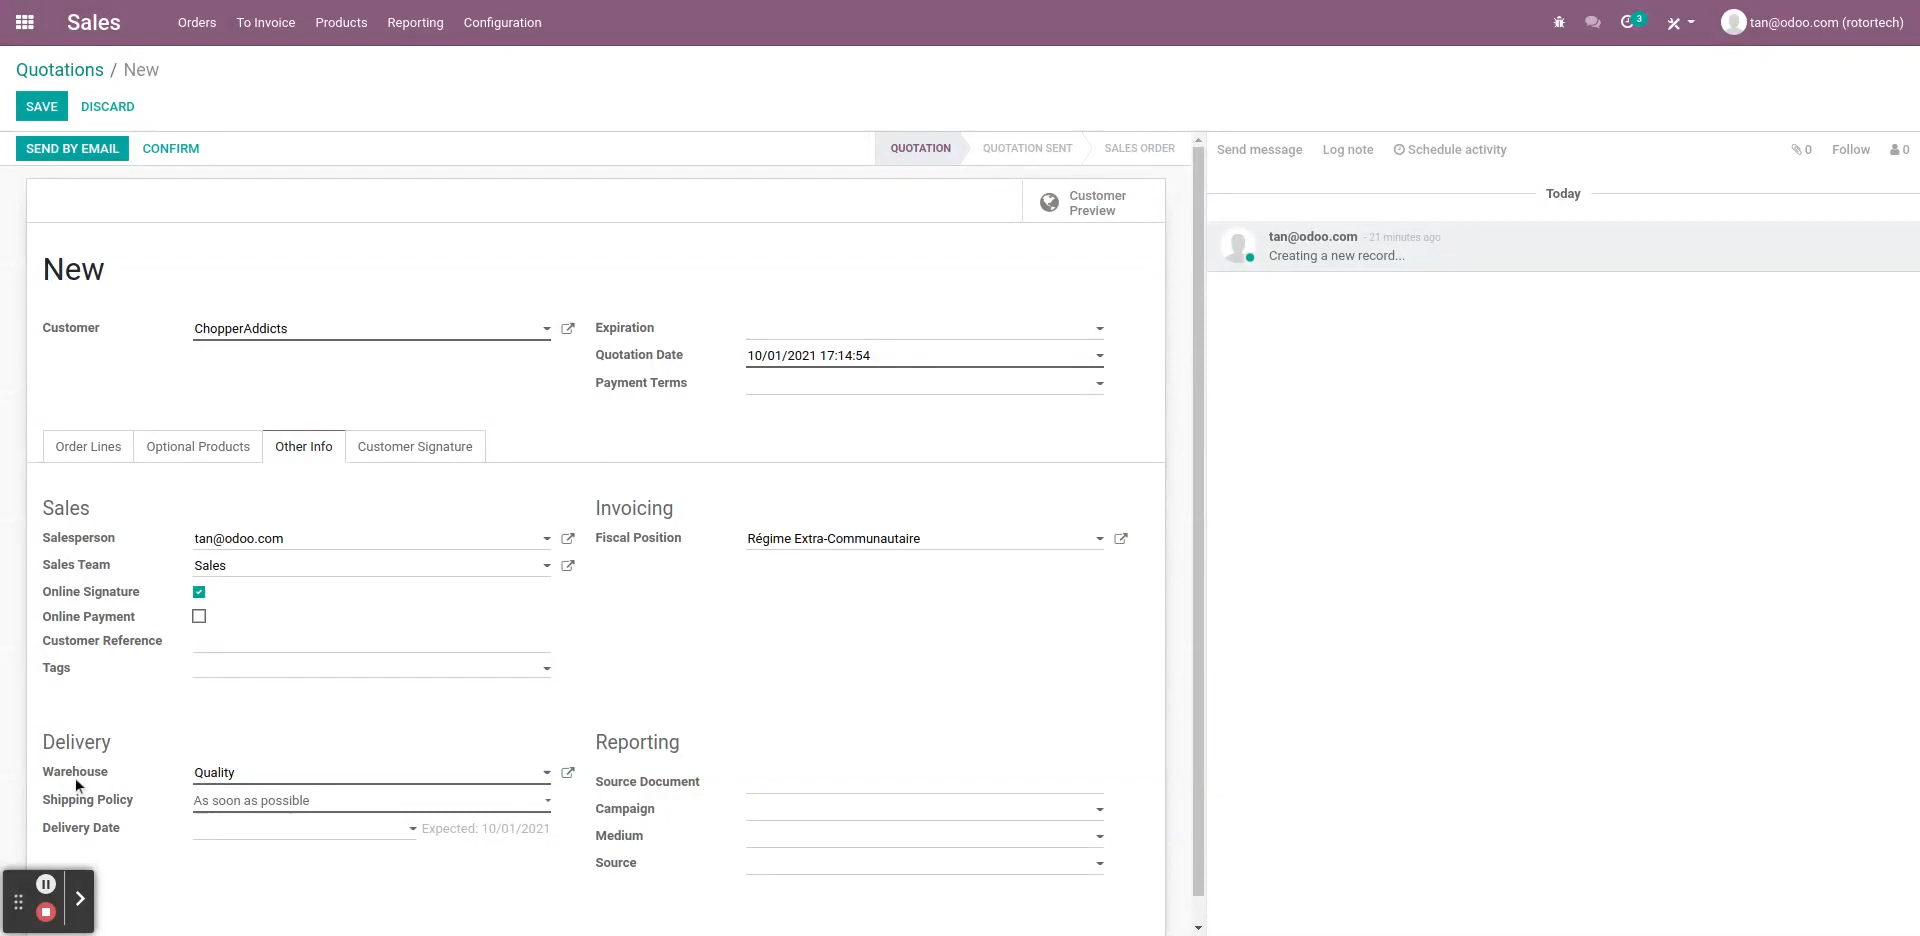 Sales Orders To Invoice Products Reporting Configuration 3 tan@odoo.com (rotortech)
Quotations / New
SAVE DISCARD
SEND BY EMAIL CONFIRM QUOTATION QUOTATION SENT SALES ORDER
Send message Log note Schedule activity 0 Follow 0
Customer
Preview
Today
tan@odoo.com - 21 minutes ago
Creating a new record...
New
Customer ChopperAddicts
Expiration
Quotation Date 10/01/2021 17:14:54
Payment Terms
Order Lines Optional Products Other Info Customer Signature
Sales
Salesperson tan@odoo.com
Sales Team Sales
Online Signature
Online Payment
Customer Reference
Tags
Invoicing
Fiscal Position Régime Extra-Communautaire
Delivery
Warehouse Quality
Shipping Policy As soon as possible
Delivery Date Expected: 10/01/2021
Reporting
Source Document
Campaign
Medium
Source